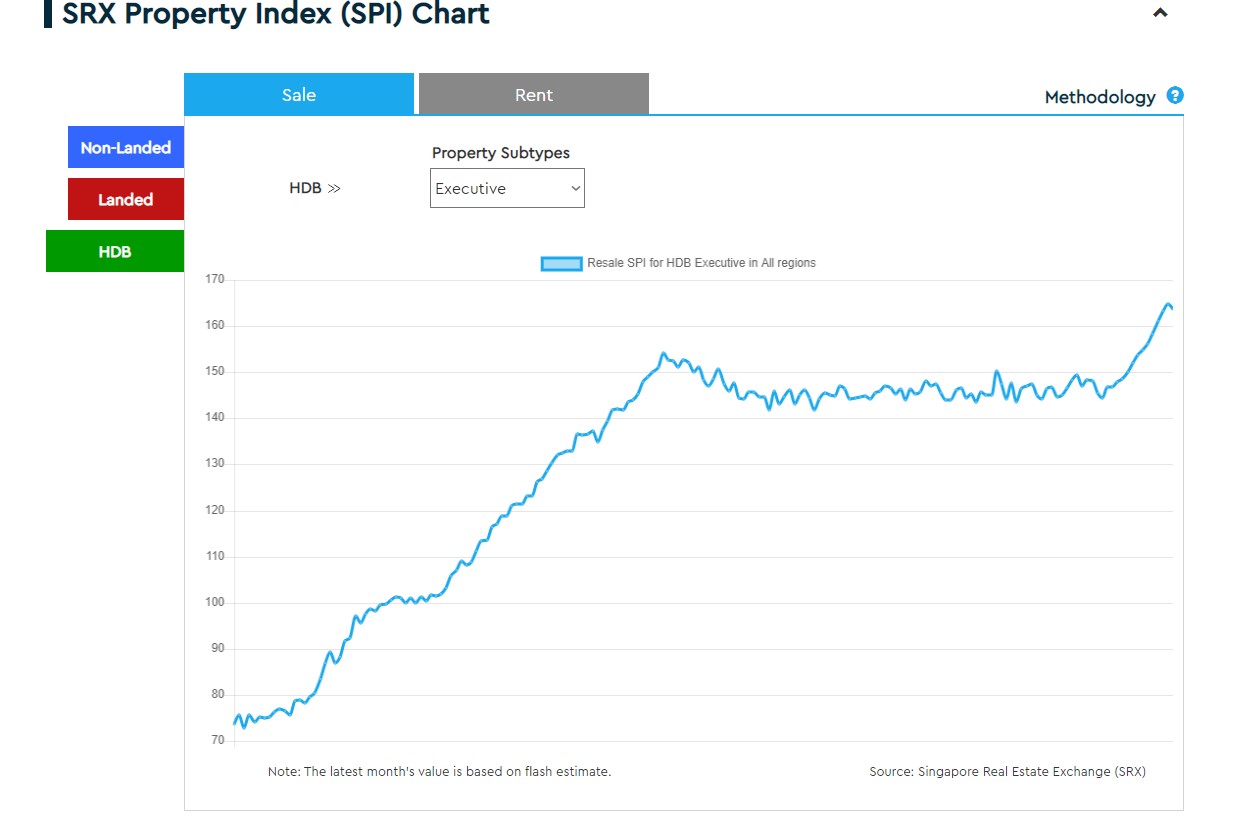 SRX Property Index (SPI) Chart
Sale
Rent
Methodology ?
Non-Landed
Landed
HDB
Property Subtypes
HDB >>
Executive
Resale SPI for HDB Executive in All regions
170
160
150
140
130
120
110
100
90
80
70
Note: The latest month's value is based on flash estimate.
Source: Singapore Real Estate Exchange (SRX)